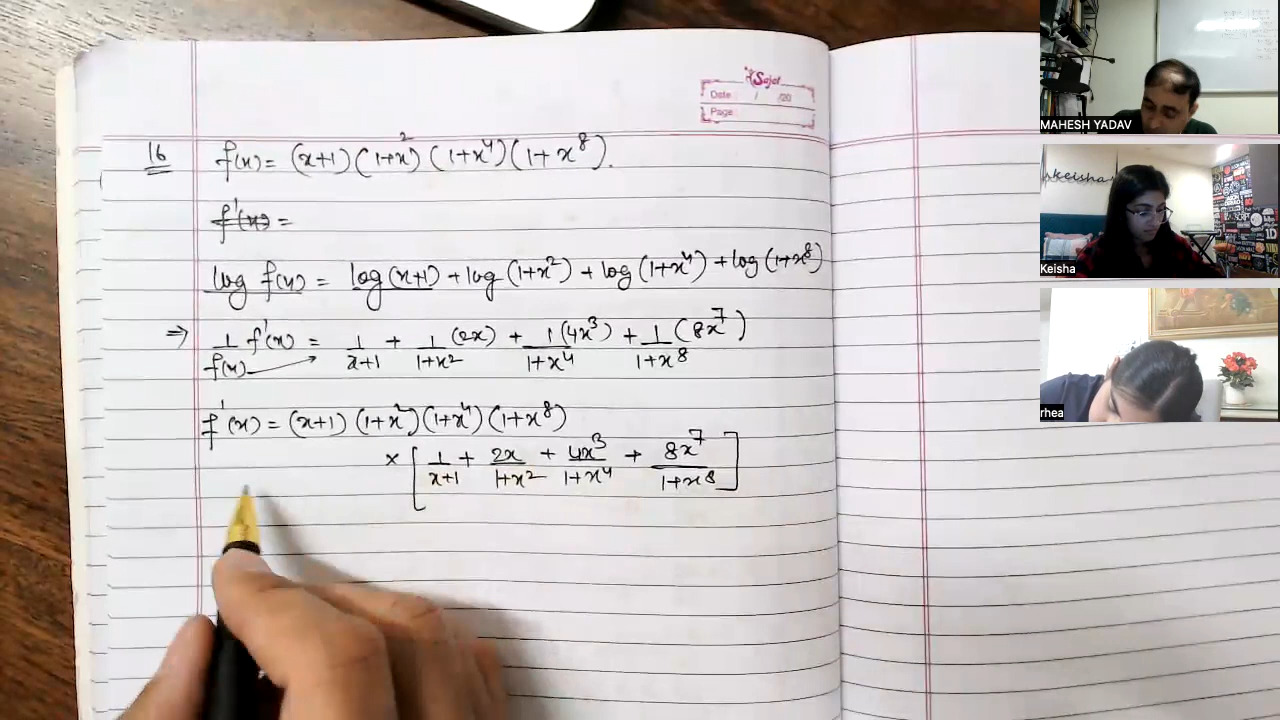 Sajat
Date / /20
Page
16 f(x) = (x+1)(1+x²)(1+x⁴)(1+x⁸).
f'(x) =
log f(x) = log(x+1) + log(1+x²) + log(1+x⁴) + log(1+x⁸)
⇒ 1/f(x) f'(x) = 1/(x+1) + 1/(1+x²) (2x) + 1/(1+x⁴) (4x³) + 1/(1+x⁸) (8x⁷)
f'(x) = (x+1)(1+x²)(1+x⁴)(1+x⁸)
× [1/(x+1) + 2x/(1+x²) + 4x³/(1+x⁴) + 8x⁷/(1+x⁸)]
MAHESH YADAV
keisha
Keisha
rhea